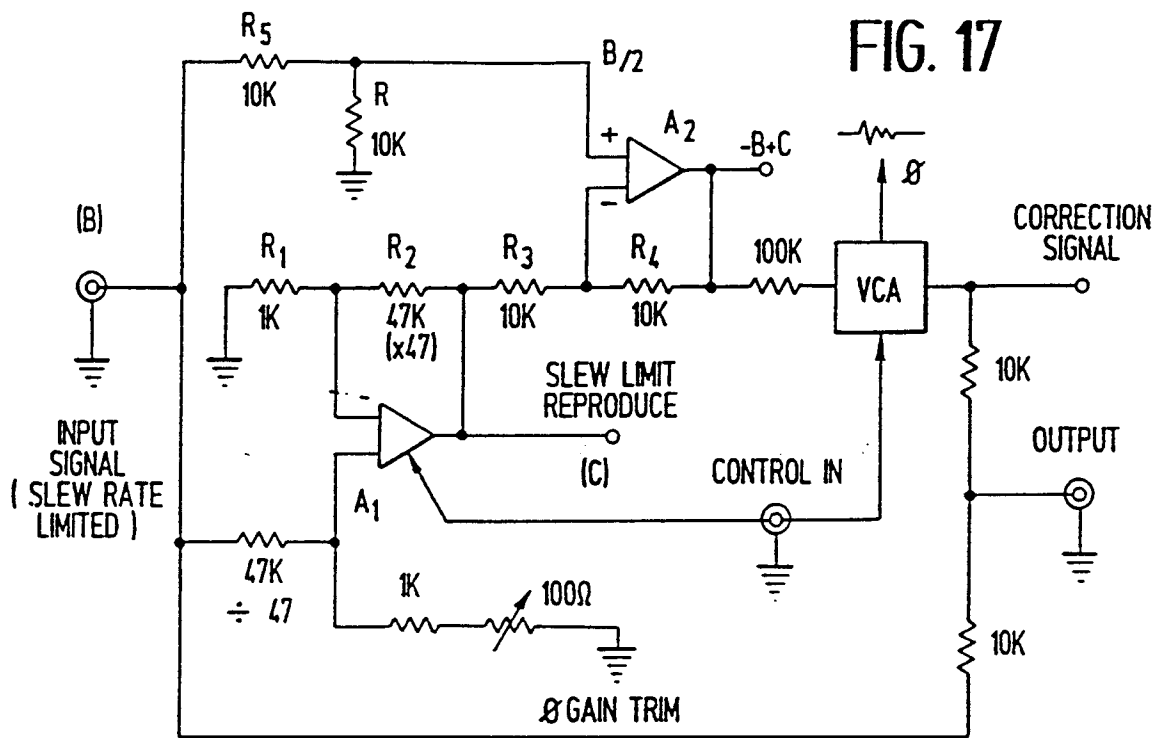 FIG. 17
R5
10K
R
10K
B/2
A2
+
−
-B+C
Ø
(B)
R1
1K
R2
47K
(x47)
R3
10K
R4
10K
100K
VCA
CORRECTION
SIGNAL
10K
SLEW LIMIT
REPRODUCE
(C)
INPUT
SIGNAL
( SLEW RATE
LIMITED )
A1
CONTROL IN
OUTPUT
47K
÷ 47
1K
100Ω
10K
Ø GAIN TRIM